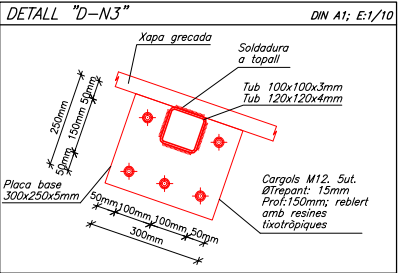 DETALL "D-N3"
DIN A1; E:1/10
Xapa grecada
Soldadura
a topall
Tub 100x100x3mm
Tub 120x120x4mm
250mm
50mm
150mm
50mm
Placa base
300x250x5mm
50mm
100mm
100mm
50mm
300mm
Cargols M12. 5ut.
ØTrepant: 15mm
Prof:150mm; reblert
amb resines
tixotròpiques